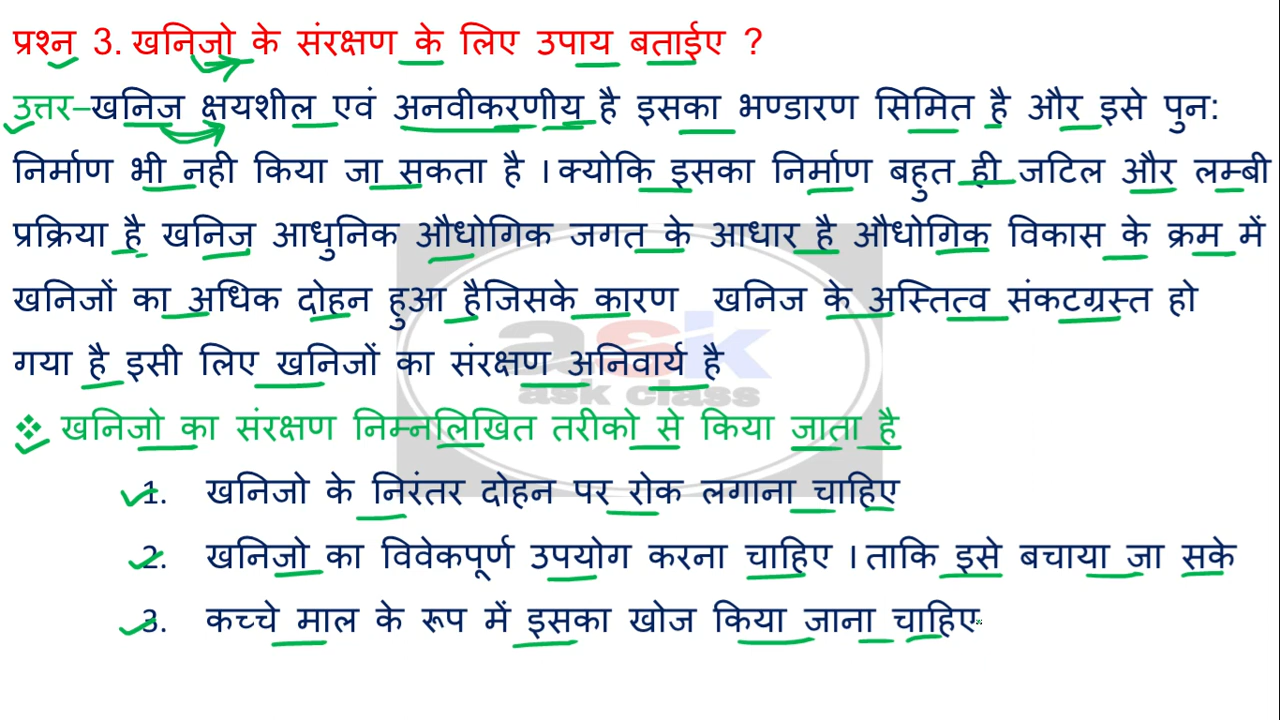 प्रश्न 3. खनिजो के संरक्षण के लिए उपाय बताईए ?
उत्तर–खनिज क्षयशील एवं अनवीकरणीय है इसका भण्डारण सिमित है और इसे पुन:
निर्माण भी नही किया जा सकता है । क्योकि इसका निर्माण बहुत ही जटिल और लम्बी
प्रक्रिया है खनिज आधुनिक औधोगिक जगत के आधार है औधोगिक विकास के क्रम में
खनिजों का अधिक दोहन हुआ हैजिसके कारण खनिज के अस्तित्व संकटग्रस्त हो
गया है इसी लिए खनिजों का संरक्षण अनिवार्य है
ask
ask class
❖ खनिजो का संरक्षण निम्नलिखित तरीको से किया जाता है
1. खनिजो के निरंतर दोहन पर रोक लगाना चाहिए
2. खनिजो का विवेकपूर्ण उपयोग करना चाहिए । ताकि इसे बचाया जा सके
3. कच्चे माल के रूप में इसका खोज किया जाना चाहिए